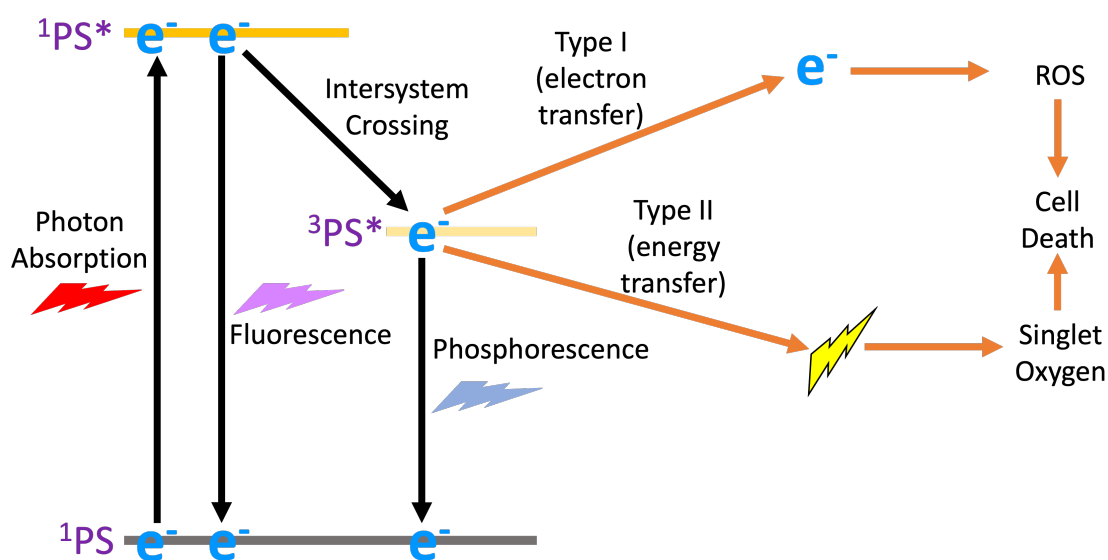 ¹PS*
e⁻
e⁻
Intersystem
Crossing
Type I
(electron
transfer)
e⁻
ROS
Photon
Absorption
³PS*
e⁻
Type II
(energy
transfer)
Cell
Death
Fluorescence
Phosphorescence
Singlet
Oxygen
¹PS
e⁻
e⁻
e⁻